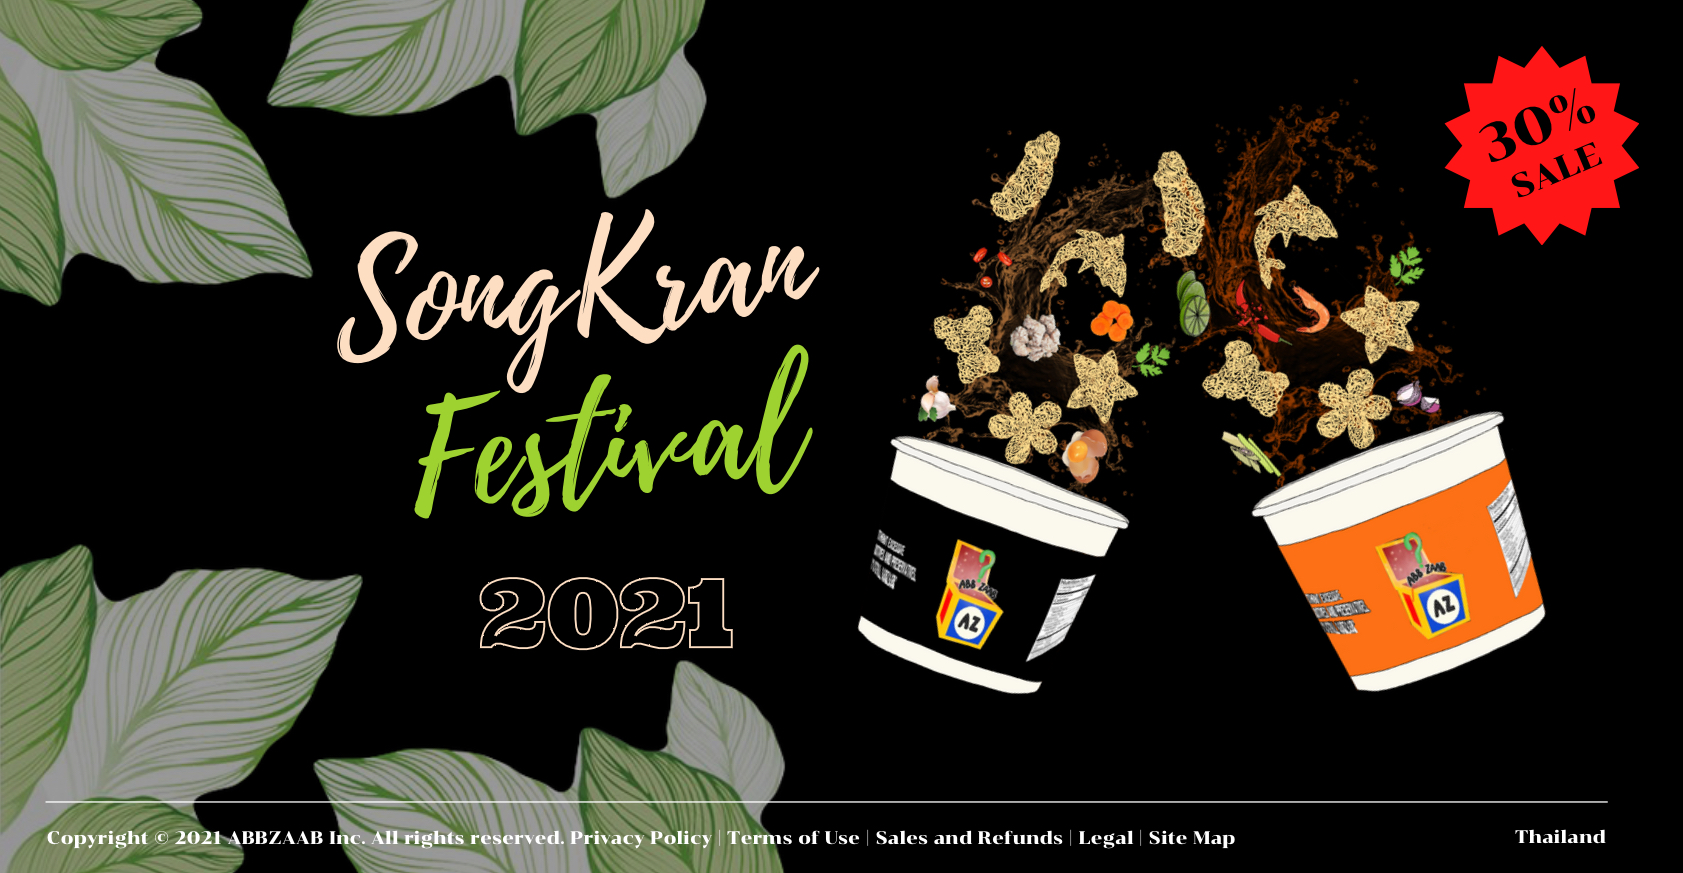 30%
SALE
SongKran
Festival
2021
ABB ZAAB
AZ
ABB ZAAB
AZ
Copyright © 2021 ABBZAAB Inc. All rights reserved. Privacy Policy | Terms of Use | Sales and Refunds | Legal | Site Map
Thailand